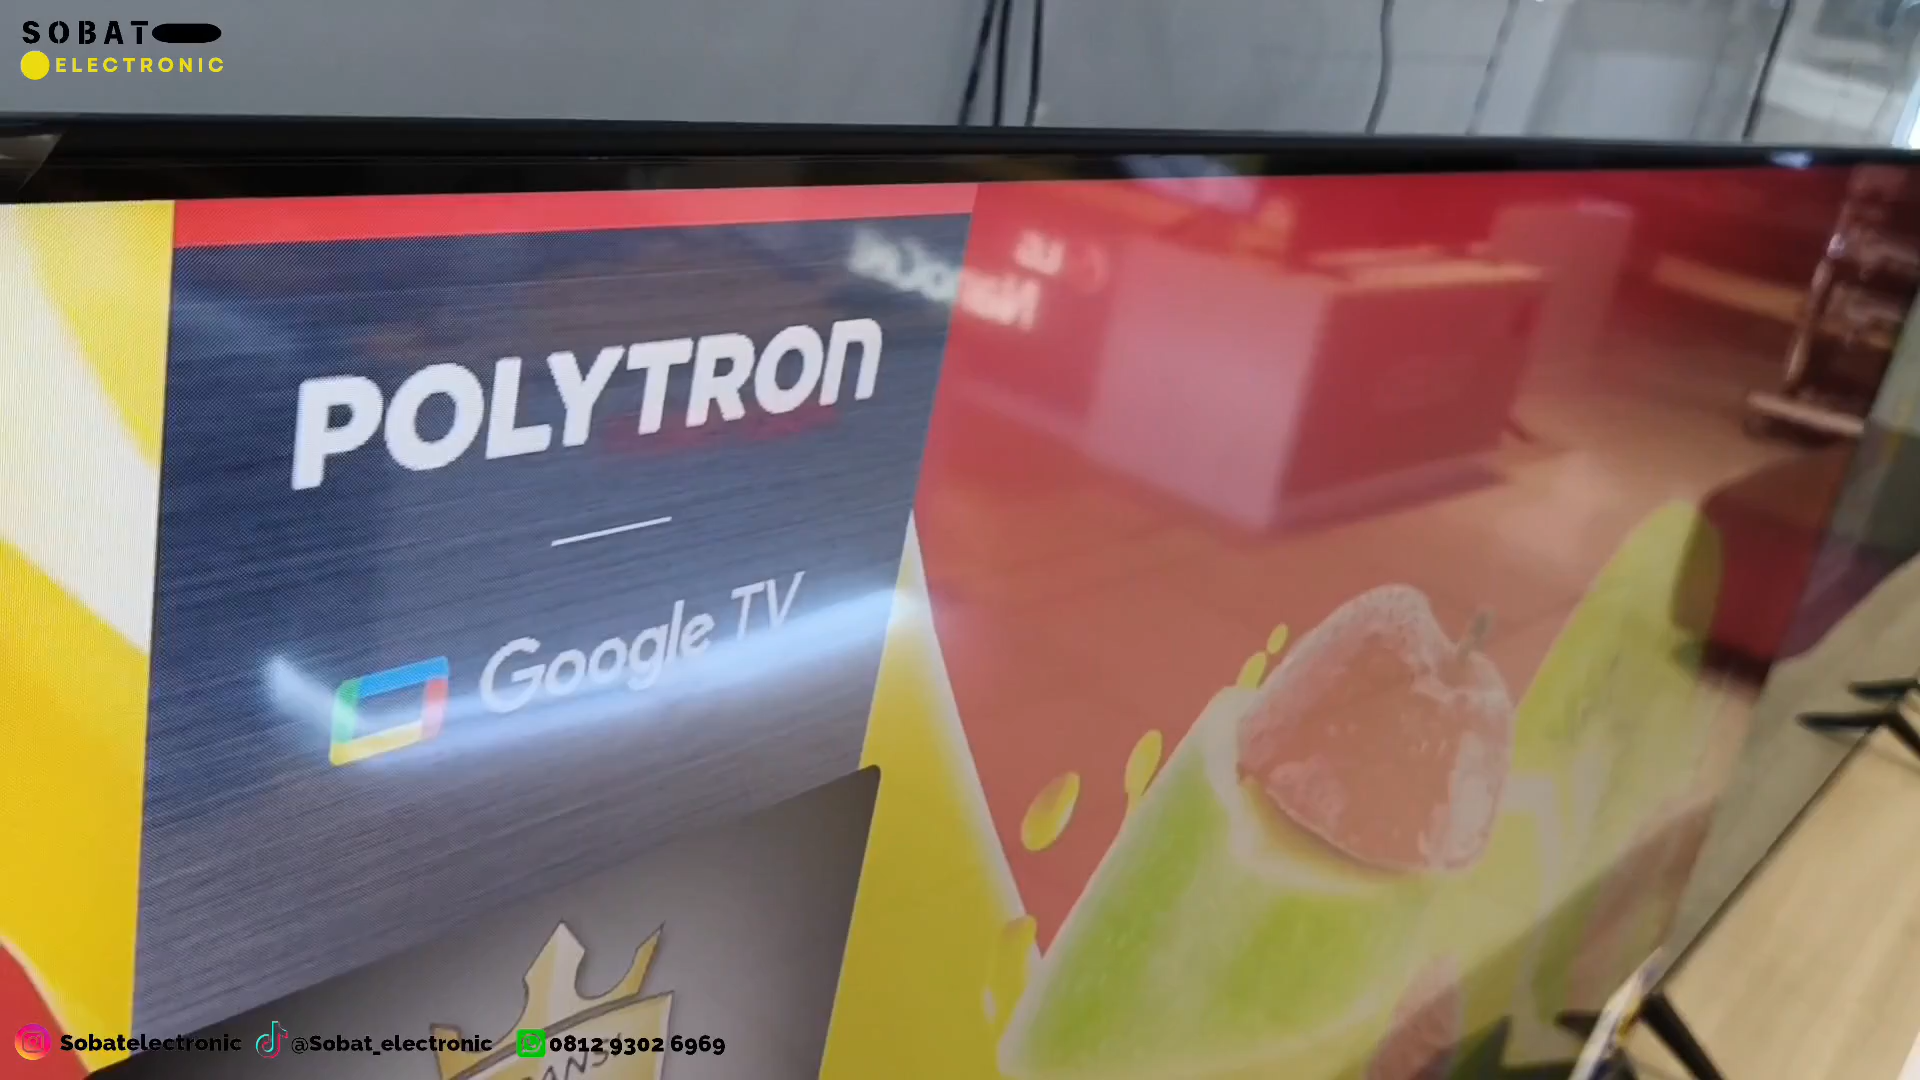 SOBAT
ELECTRONIC
POLYTRON
Google TV
Sobatelectronic
@Sobat_electronic
0812 9302 6969